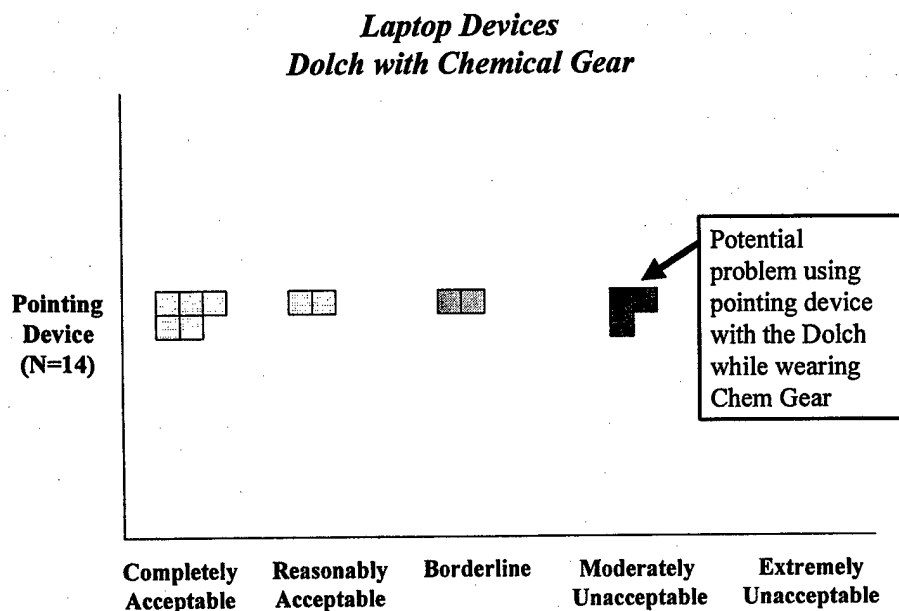 Laptop Devices
Dolch with Chemical Gear
Potential
problem using
pointing device
with the Dolch
while wearing
Chem Gear
Pointing
Device
(N=14)
Completely
Acceptable
Reasonably
Acceptable
Borderline
Moderately
Unacceptable
Extremely
Unacceptable